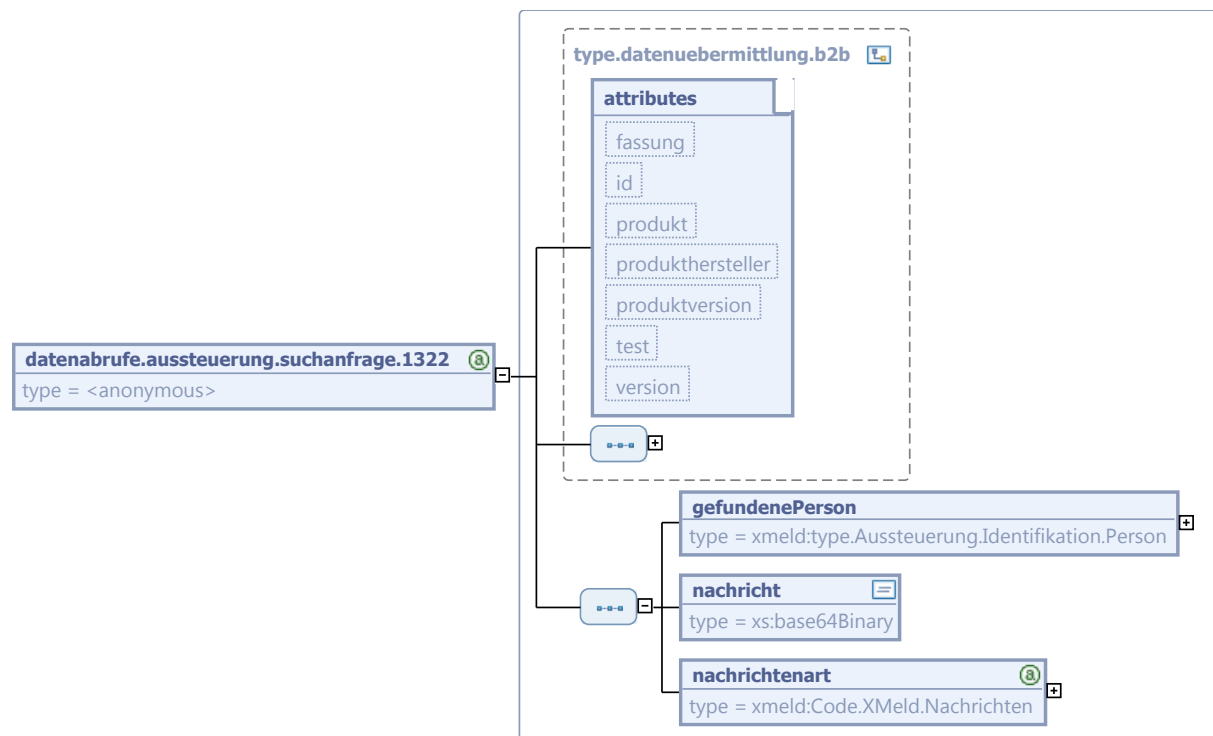 type.datenuebermittlung.b2b
attributes
fassung
id
produkt
produkthersteller
produktversion
test
version
datenabrufe.aussteuerung.suchanfrage.1322
type = <anonymous>
gefundenePerson
type = xmeld:type.Aussteuerung.Identifikation.Person
nachricht
type = xs:base64Binary
nachrichtenart
type = xmeld:Code.XMeld.Nachrichten